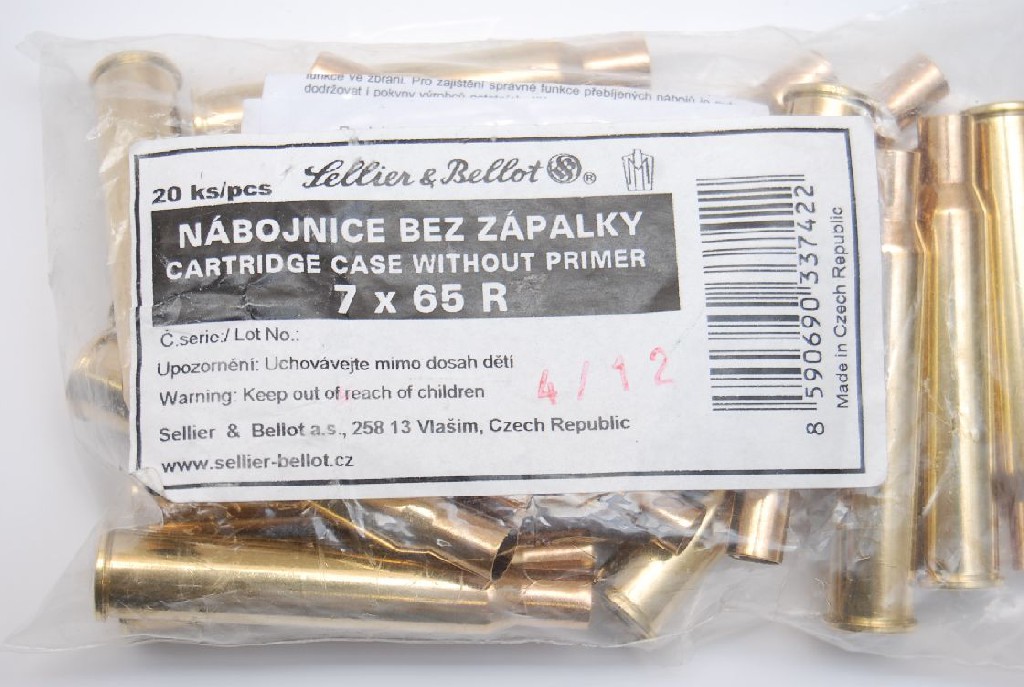 funkce ve zbrani. Pro zajištění správné funkce přebíjených nábojů je
dodržovat i pokyny výrobců
20 ks/pcs
Sellier & Bellot ®
NÁBOJNICE BEZ ZÁPALKY
CARTRIDGE CASE WITHOUT PRIMER
7 x 65 R
Č.serie:/ Lot No.:
Upozornéní: Uchovávejte mimo dosah dětí
Warning: Keep out of reach of children
4/12
Sellier & Bellot a.s., 258 13 Vlašim, Czech Republic
www.sellier-bellot.cz
8 590690 337422
Made in Czech Republic